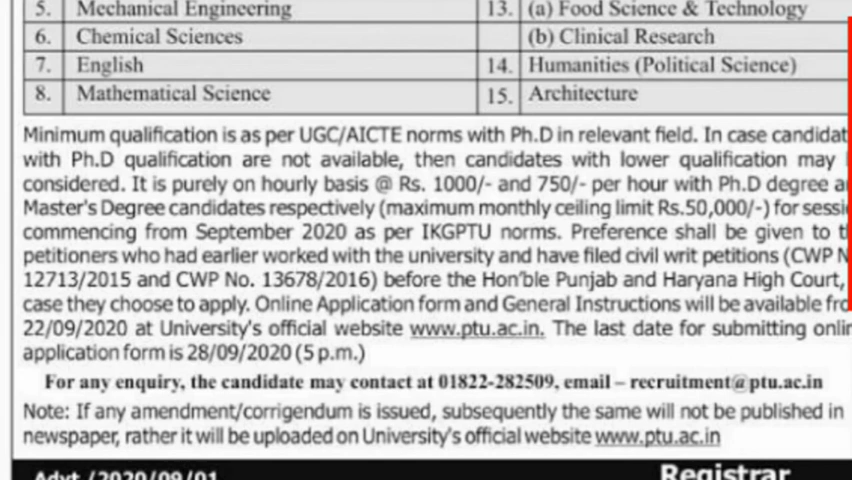 5. Mechanical Engineering 13. (a) Food Science & Technology
6. Chemical Sciences (b) Clinical Research
7. English 14. Humanities (Political Science)
8. Mathematical Science 15. Architecture
Minimum qualification is as per UGC/AICTE norms with Ph.D in relevant field. In case candidat
with Ph.D qualification are not available, then candidates with lower qualification may
considered. It is purely on hourly basis @ Rs. 1000/- and 750/- per hour with Ph.D degree a
Master's Degree candidates respectively (maximum monthly ceiling limit Rs.50,000/-) for sessi
commencing from September 2020 as per IKGPTU norms. Preference shall be given to t
petitioners who had earlier worked with the university and have filed civil writ petitions (CWP N
12713/2015 and CWP No. 13678/2016) before the Hon'ble Punjab and Haryana High Court,
case they choose to apply. Online Application form and General Instructions will be available fro
22/09/2020 at University's official website www.ptu.ac.in. The last date for submitting onlin
application form is 28/09/2020 (5 p.m.)
For any enquiry, the candidate may contact at 01822-282509, email – recruitment@ptu.ac.in
Note: If any amendment/corrigendum is issued, subsequently the same will not be published in
newspaper, rather it will be uploaded on University's official website www.ptu.ac.in
Advt./2020/09/01 Registrar